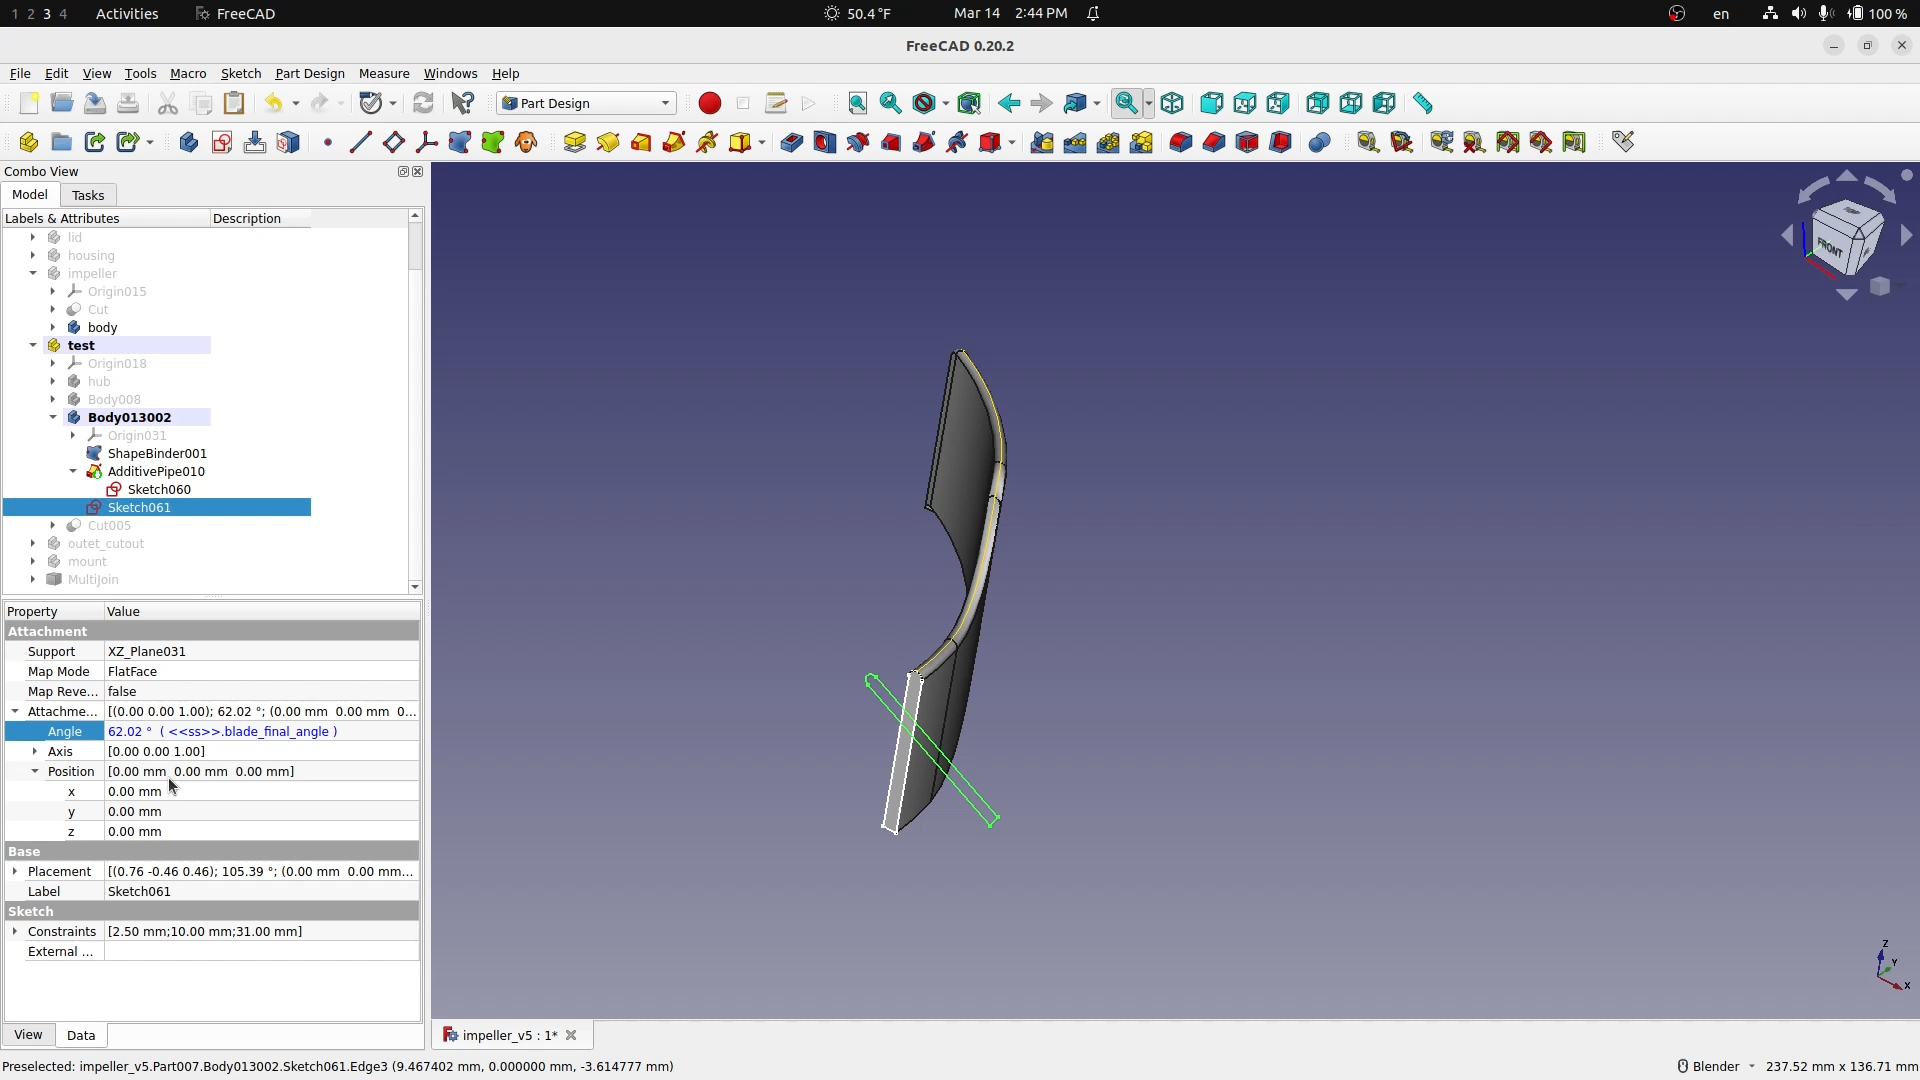 1 2 3 4 Activities FreeCAD 50.4°F Mar 14 2:44 PM en 100 %
FreeCAD 0.20.2
File Edit View Tools Macro Sketch Part Design Measure Windows Help
Part Design
Combo View
Model Tasks
Labels & Attributes Description
lid
housing
impeller
Origin015
Cut
body
test
Origin018
hub
Body008
Body013002
Origin031
ShapeBinder001
AdditivePipe010
Sketch060
Sketch061
Cut005
outet_cutout
mount
MultiJoin
FRONT
Property Value
Attachment
Support XZ_Plane031
Map Mode FlatFace
Map Reve... false
Attachme... [(0.00 0.00 1.00); 62.02 °; (0.00 mm 0.00 mm 0...
Angle 62.02 ° ( <<ss>>.blade_final_angle )
Axis [0.00 0.00 1.00]
Position [0.00 mm 0.00 mm 0.00 mm]
x 0.00 mm
y 0.00 mm
z 0.00 mm
Base
Placement [(0.76 -0.46 0.46); 105.39 °; (0.00 mm 0.00 mm...
Label Sketch061
Sketch
Constraints [2.50 mm;10.00 mm;31.00 mm]
External ...
Z
Y
X
View Data
impeller_v5 : 1*
Preselected: impeller_v5.Part007.Body013002.Sketch061.Edge3 (9.467402 mm, 0.000000 mm, -3.614777 mm) Blender 237.52 mm x 136.71 mm